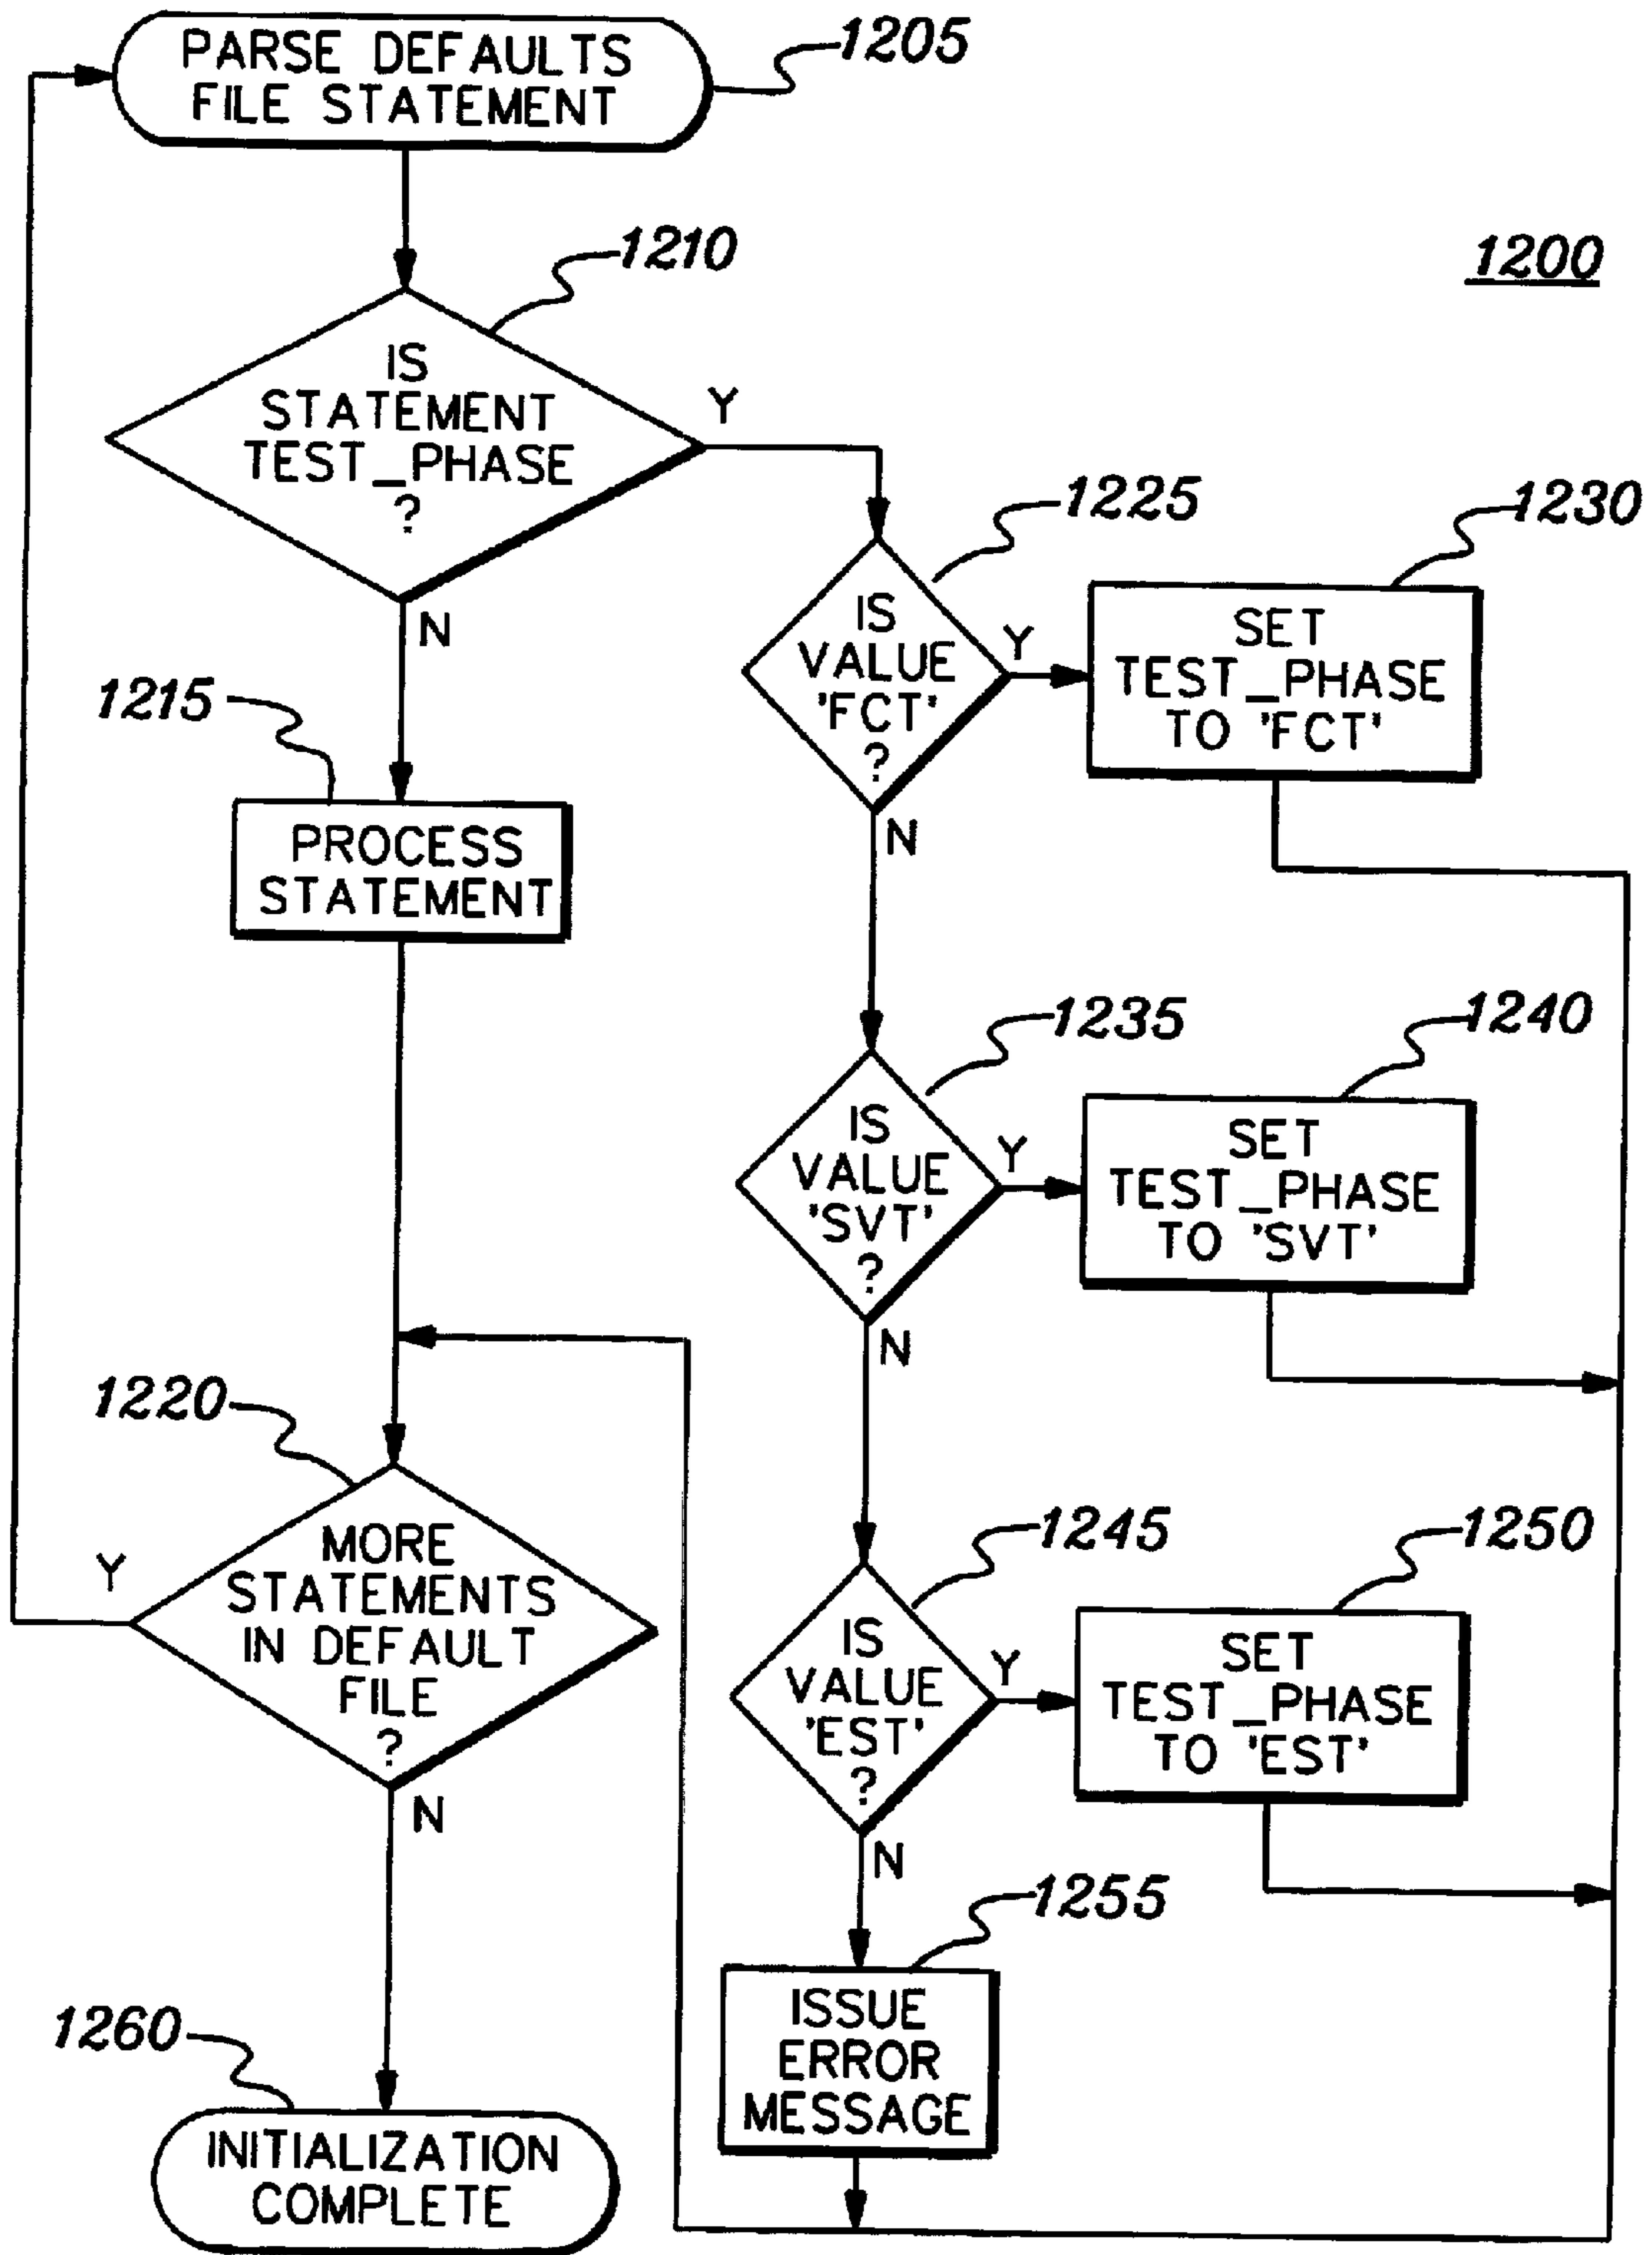 PARSE DEFAULTS
FILE STATEMENT
1205
1210
1200
IS
STATEMENT
TEST_PHASE
?
Y
N
1215
PROCESS
STATEMENT
1225
IS
VALUE
'FCT'
?
Y
N
1230
SET
TEST_PHASE
TO 'FCT'
1235
IS
VALUE
'SVT'
?
Y
N
1240
SET
TEST_PHASE
TO 'SVT'
1220
MORE
STATEMENTS
IN DEFAULT
FILE
?
Y
N
1245
IS
VALUE
'EST'
?
Y
N
1250
SET
TEST_PHASE
TO 'EST'
1255
ISSUE
ERROR
MESSAGE
1260
INITIALIZATION
COMPLETE